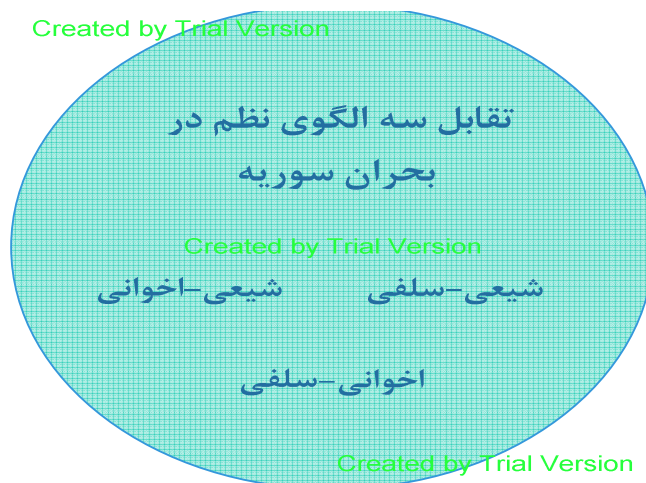 Created by Trial Version
تقابل سه الگوی نظم در
بحران سوریه
Created by Trial Version
شیعی-سلفی شیعی-اخوانی
اخوانی-سلفی
Created by Trial Version